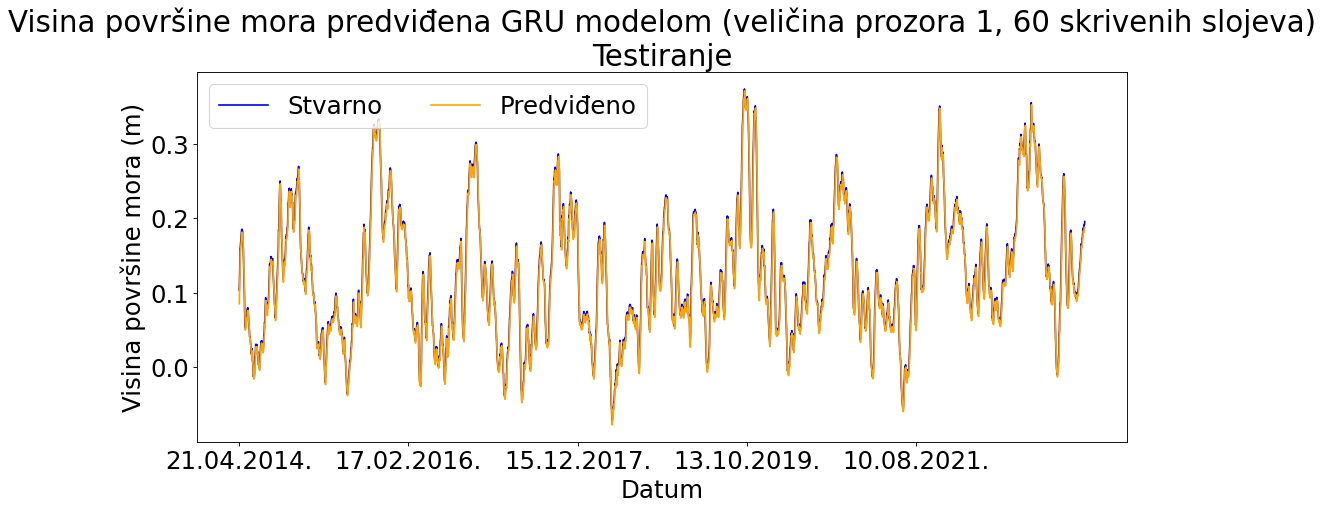 Visina površine mora predviđena GRU modelom (veličina prozora 1, 60 skrivenih slojeva)
Testiranje
Stvarno
Predviđeno
Visina površine mora (m)
0.3
0.2
0.1
0.0
21.04.2014.
17.02.2016.
15.12.2017.
13.10.2019.
10.08.2021.
Datum